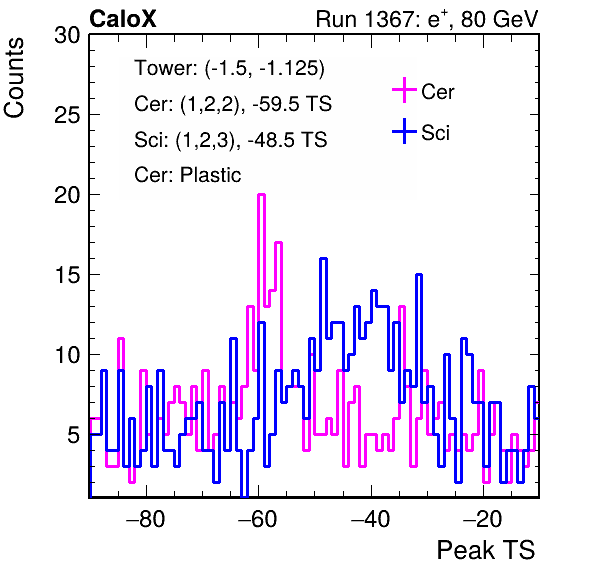 CaloX Run 1367: e+, 80 GeV
Counts
30
25
20
15
10
5
Tower: (-1.5, -1.125)
Cer: (1,2,2), -59.5 TS
Sci: (1,2,3), -48.5 TS
Cer: Plastic
Cer
Sci
−80 −60 −40 −20
Peak TS